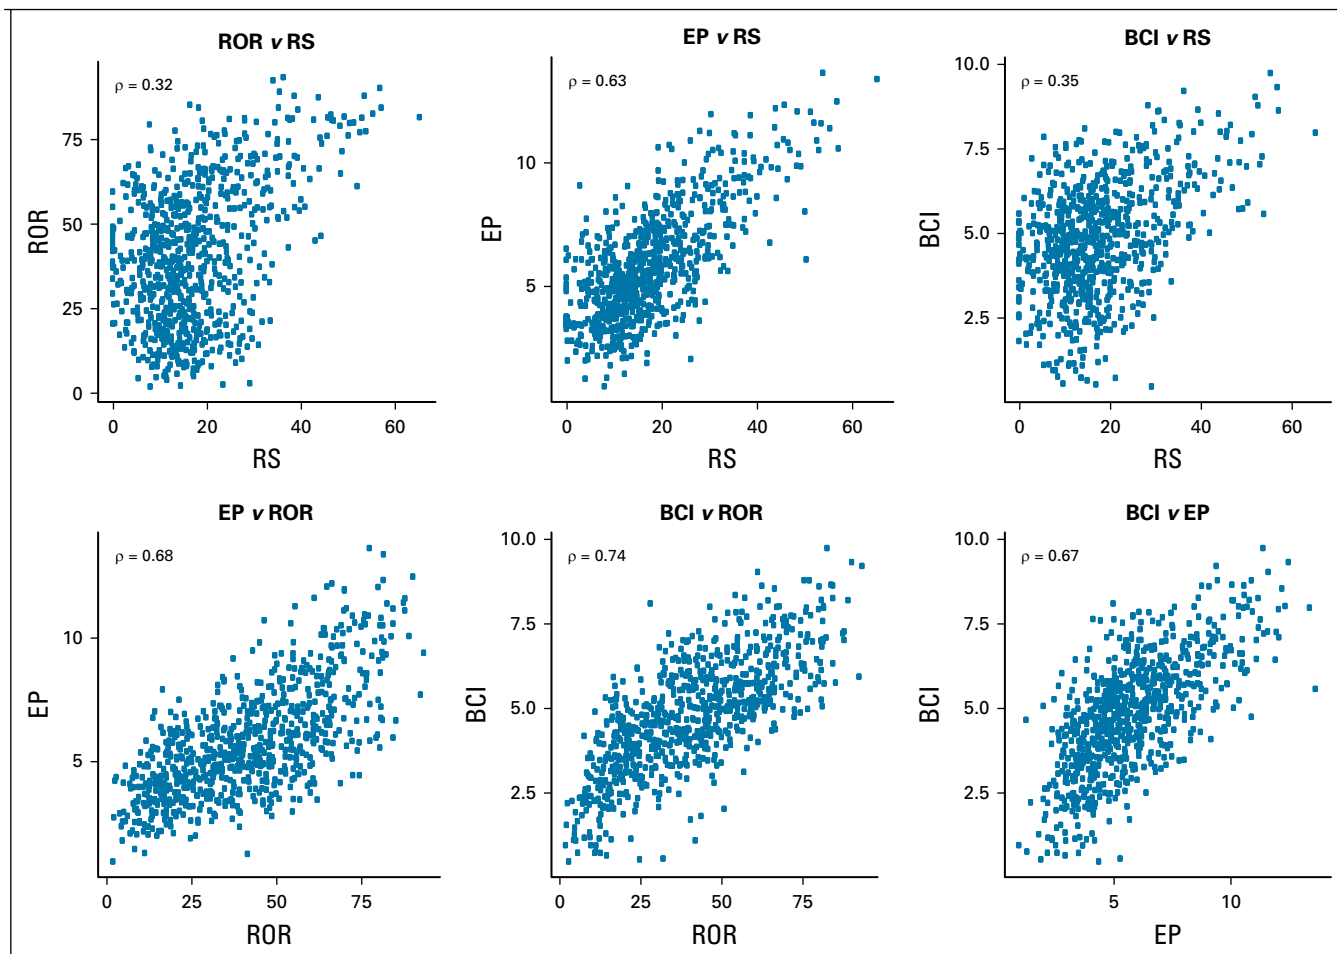 ROR v RS
ρ = 0.32
ROR
75
50
25
0
0 20 40 60
RS
EP v RS
ρ = 0.63
EP
10
5
0 20 40 60
RS
BCI v RS
ρ = 0.35
BCI
10.0
7.5
5.0
2.5
0 20 40 60
RS
EP v ROR
ρ = 0.68
EP
10
5
0 25 50 75
ROR
BCI v ROR
ρ = 0.74
BCI
10.0
7.5
5.0
2.5
0 25 50 75
ROR
BCI v EP
ρ = 0.67
BCI
10.0
7.5
5.0
2.5
5 10
EP